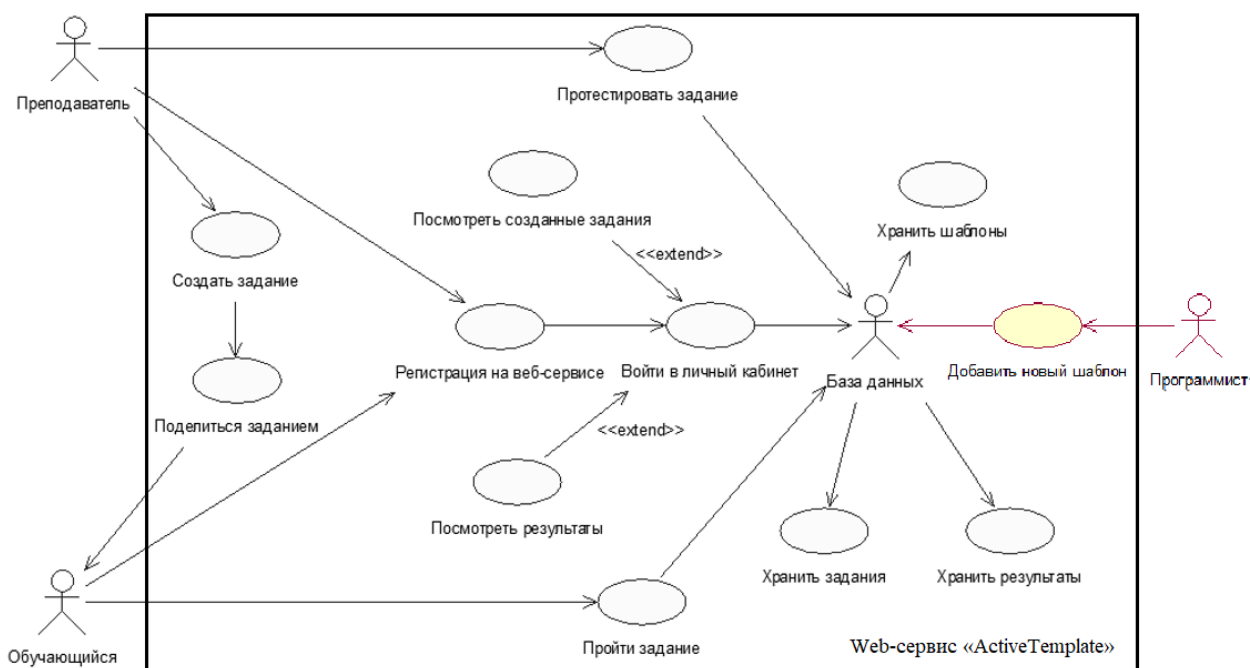 Протестировать задание
Преподаватель
Посмотреть созданные задания
Хранить шаблоны
<<extend>>
Создать задание
Регистрация на веб-сервисе
Войти в личный кабинет
База данных
Добавить новый шаблон
Программист
Поделиться заданием
<<extend>>
Посмотреть результаты
Хранить задания
Хранить результаты
Пройти задание
Web-сервис «ActiveTemplate»
Обучающийся